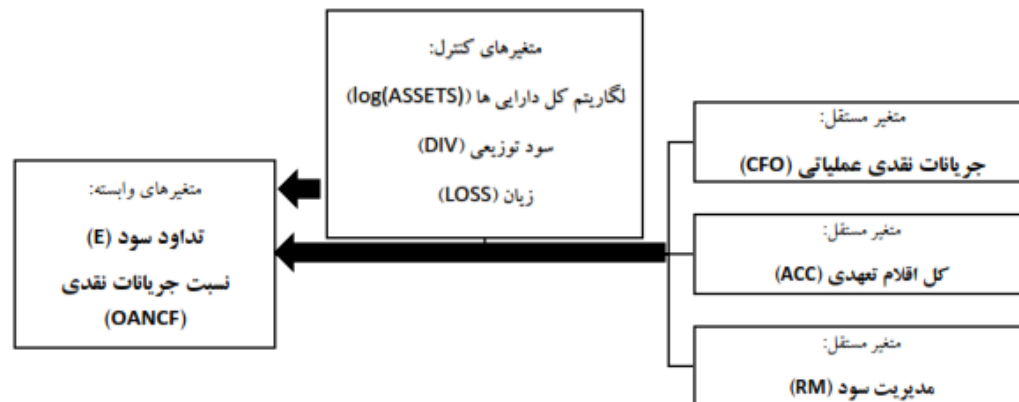 متغیرهای کنترل:
لگاریتم کل دارایی ها (log(ASSETS))
سود توزیعی (DIV)
زیان (LOSS)
متغیر مستقل:
جریانات نقدی عملیاتی (CFO)
متغیر مستقل:
کل اقلام تعهدی (ACC)
متغیر مستقل:
مدیریت سود (RM)
متغیرهای وابسته:
تداود سود (E)
نسبت جریانات نقدی
(OANCF)